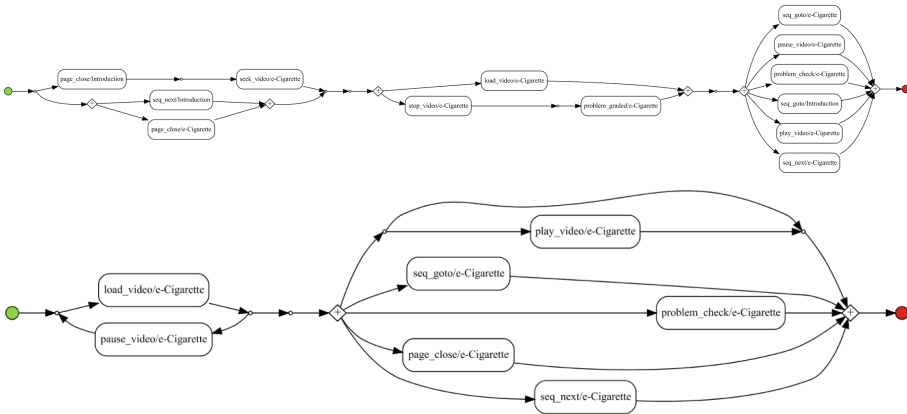 seq_goto/e-Cigarette
pause_video/e-Cigarette
page_close/Introduction
seek_video/e-Cigarette
load_video/e-Cigarette
problem_check/e-Cigarette
seq_next/Introduction
stop_video/e-Cigarette
problem_graded/e-Cigarette
seq_goto/Introduction
page_close/e-Cigarette
play_video/e-Cigarette
seq_next/e-Cigarette
play_video/e-Cigarette
seq_goto/e-Cigarette
load_video/e-Cigarette
problem_check/e-Cigarette
pause_video/e-Cigarette
page_close/e-Cigarette
seq_next/e-Cigarette